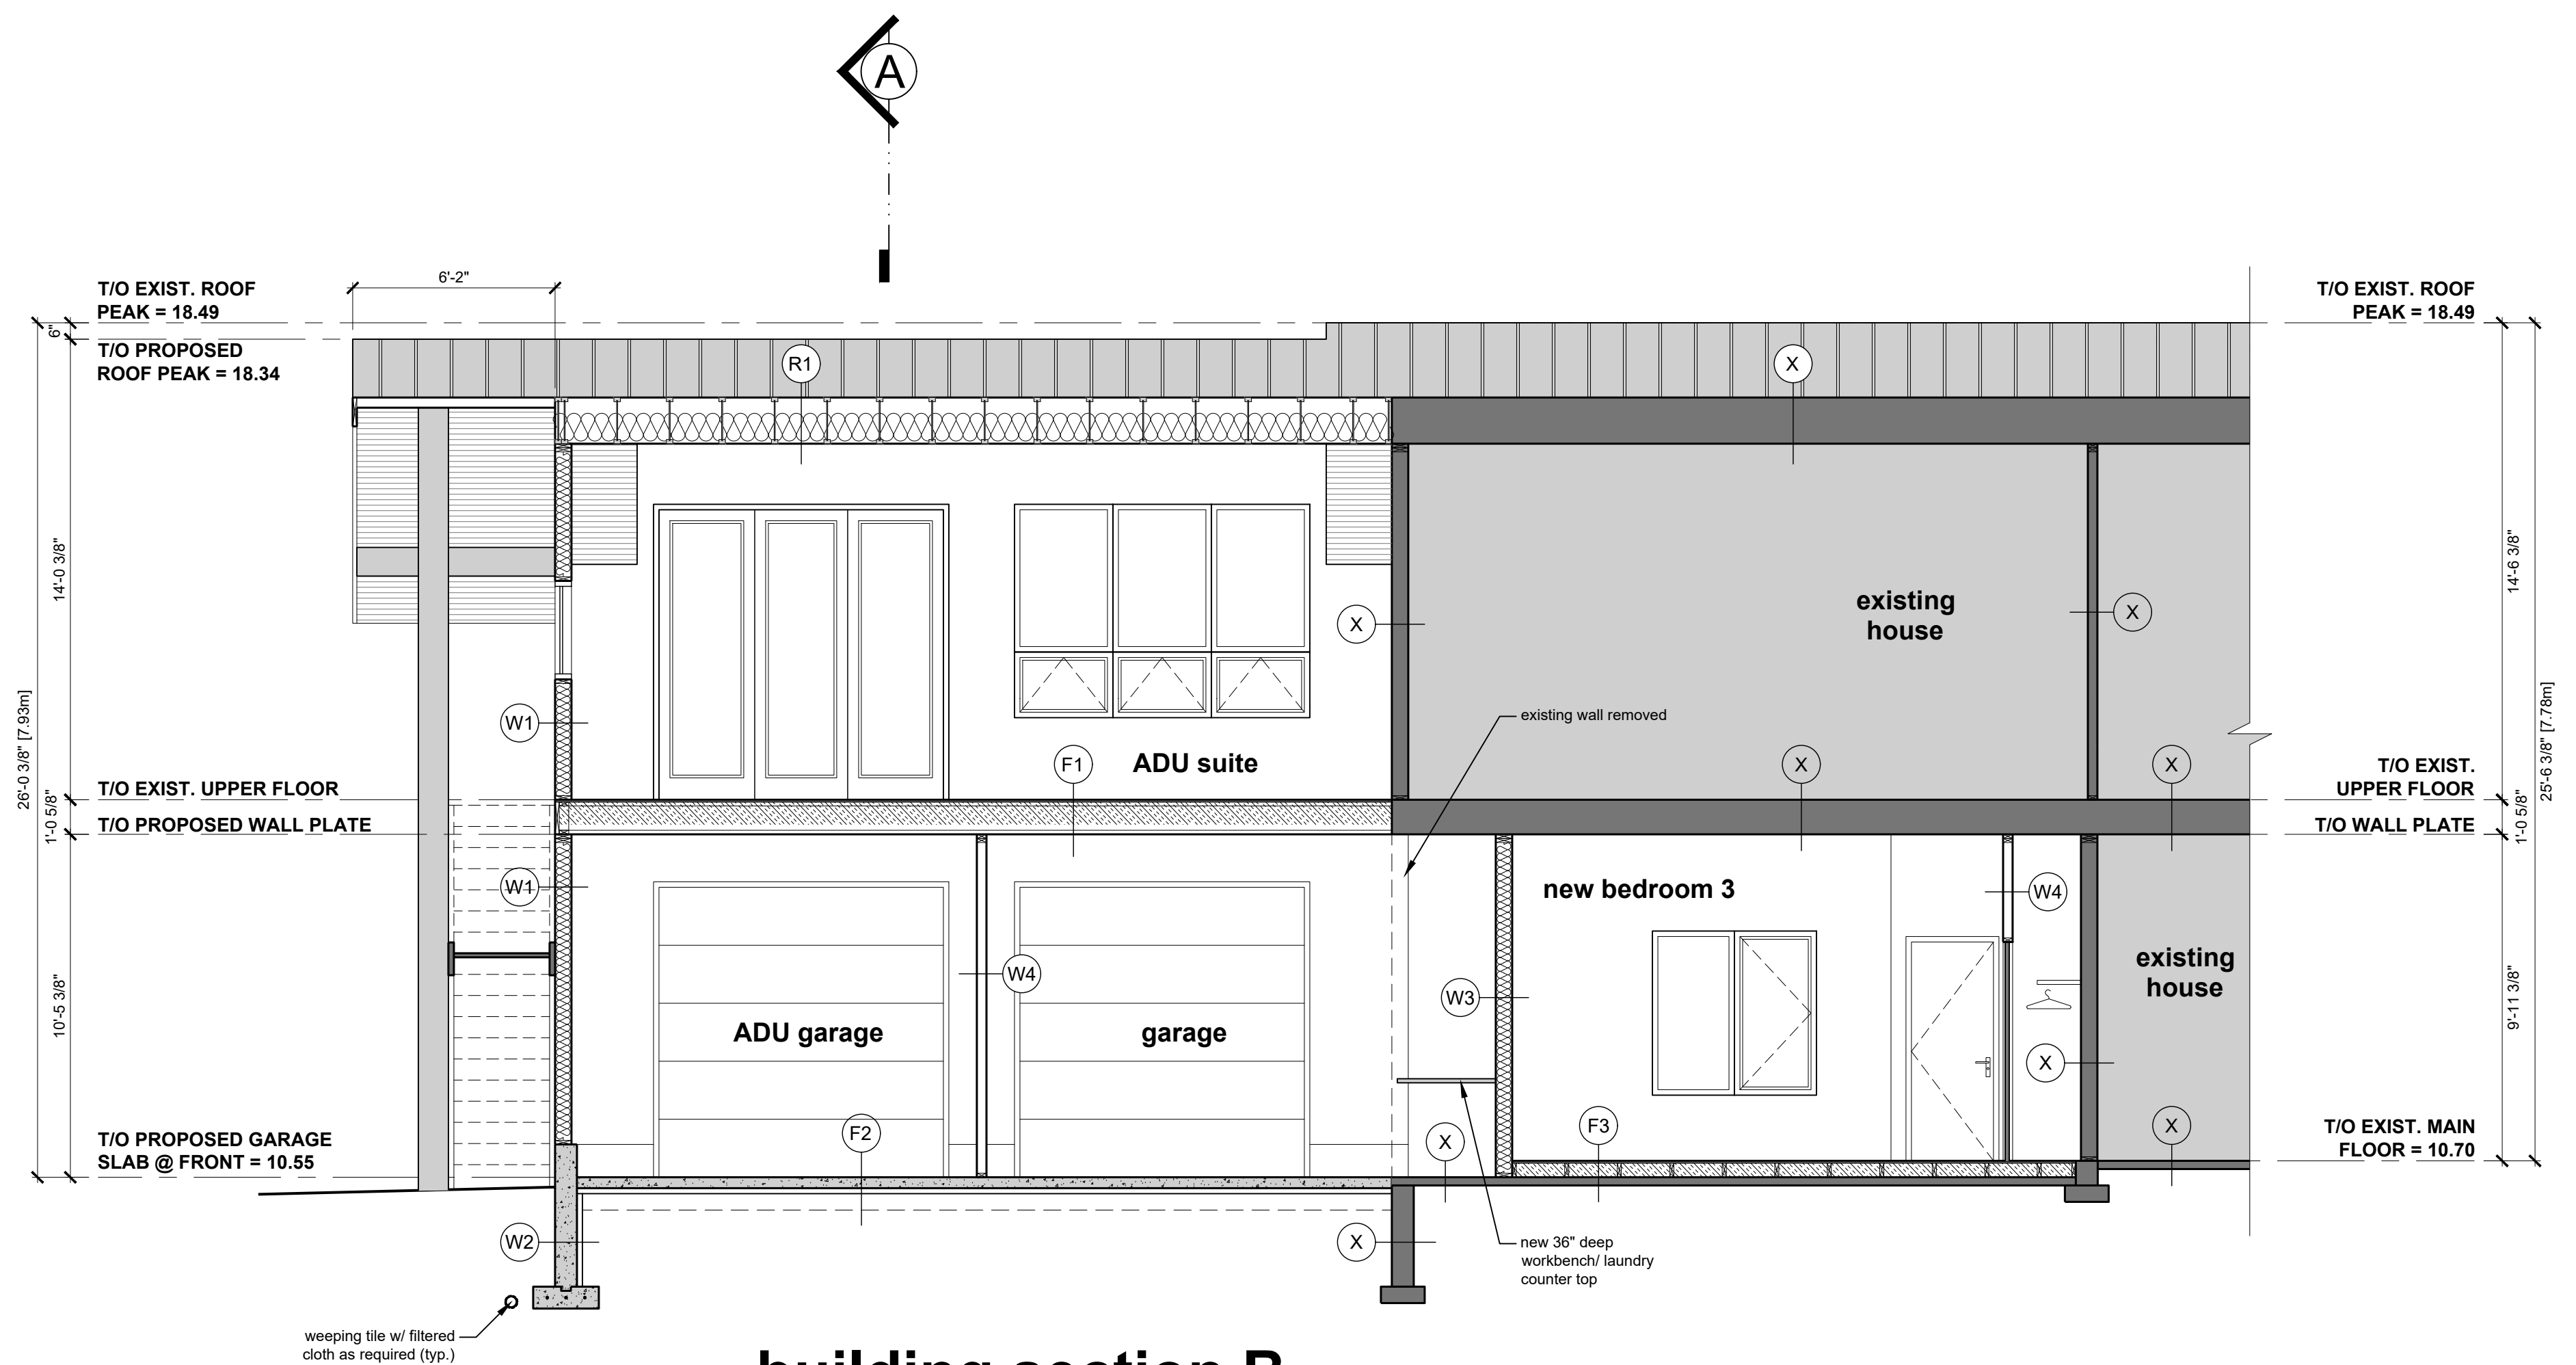 A
6'-2"
T/O EXIST. ROOF
PEAK = 18.49
6"
T/O PROPOSED
ROOF PEAK = 18.34
T/O EXIST. ROOF
PEAK = 18.49
R1
X
14'-0 3/8"
14'-6 3/8"
existing
house
X
X
26'-0 3/8" [7.93m]
25'-6 3/8" [7.78m]
W1
existing wall removed
F1
ADU suite
X
X
T/O EXIST. UPPER FLOOR
T/O EXIST.
UPPER FLOOR
1'-0 5/8"
1'-0 5/8"
T/O PROPOSED WALL PLATE
T/O WALL PLATE
W1
new bedroom 3
W4
W4
W3
existing
house
10'-5 3/8"
9'-11 3/8"
ADU garage
garage
X
F2
X
F3
X
T/O PROPOSED GARAGE
SLAB @ FRONT = 10.55
T/O EXIST. MAIN
FLOOR = 10.70
W2
X
new 36" deep
workbench/ laundry
counter top
weeping tile w/ filtered
cloth as required (typ.)
building section B